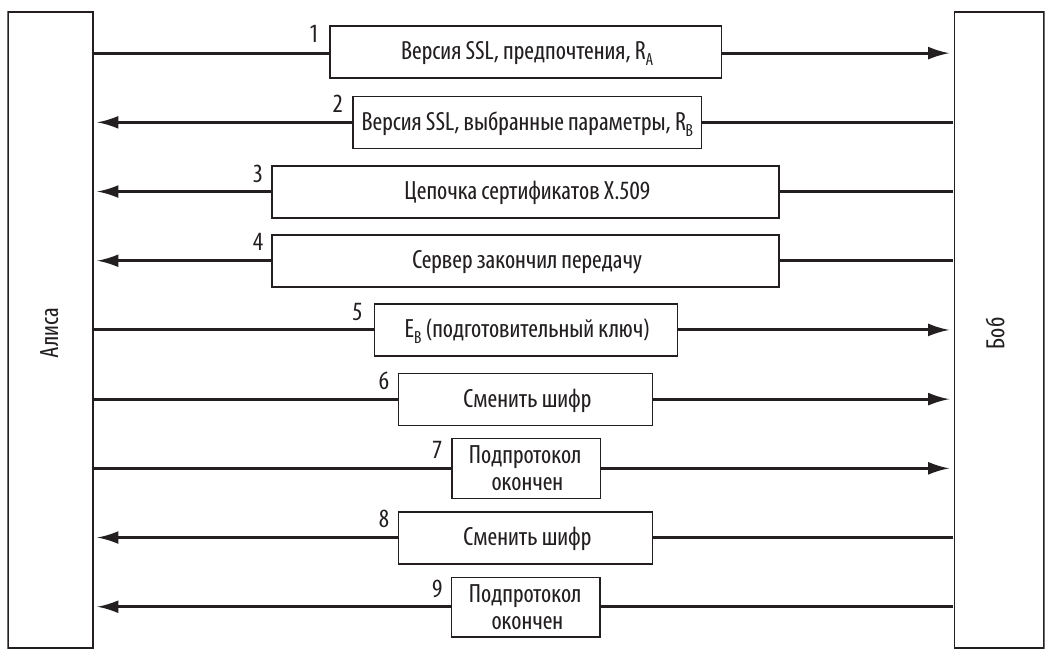 Алиса
Боб
1
Версия SSL, предпочтения, R_A
2
Версия SSL, выбранные параметры, R_B
3
Цепочка сертификатов X.509
4
Сервер закончил передачу
5
E_B (подготовительный ключ)
6
Сменить шифр
7
Подпротокол
окончен
8
Сменить шифр
9
Подпротокол
окончен